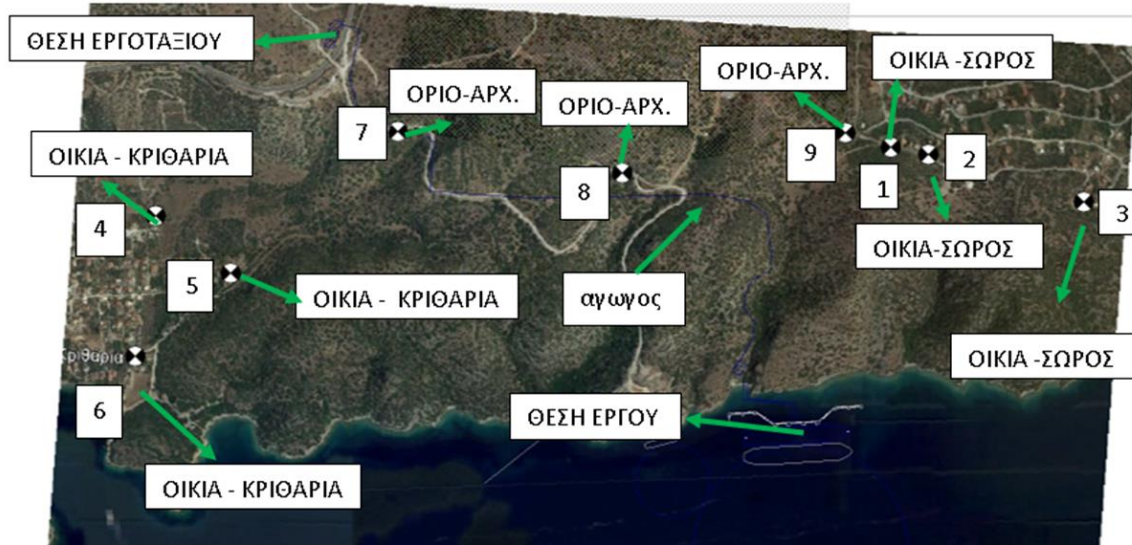 ΘΕΣΗ ΕΡΓΟΤΑΞΙΟΥ
ΟΡΙΟ-ΑΡΧ.
ΟΙΚΙΑ -ΣΩΡΟΣ
ΟΡΙΟ-ΑΡΧ.
ΟΡΙΟ-ΑΡΧ.
7
9
1
2
ΟΙΚΙΑ - ΚΡΙΘΑΡΙΑ
8
3
4
ΟΙΚΙΑ-ΣΩΡΟΣ
5
ΟΙΚΙΑ - ΚΡΙΘΑΡΙΑ
αγωγος
Κριθαριά
ΟΙΚΙΑ -ΣΩΡΟΣ
6
ΘΕΣΗ ΕΡΓΟΥ
ΟΙΚΙΑ - ΚΡΙΘΑΡΙΑ